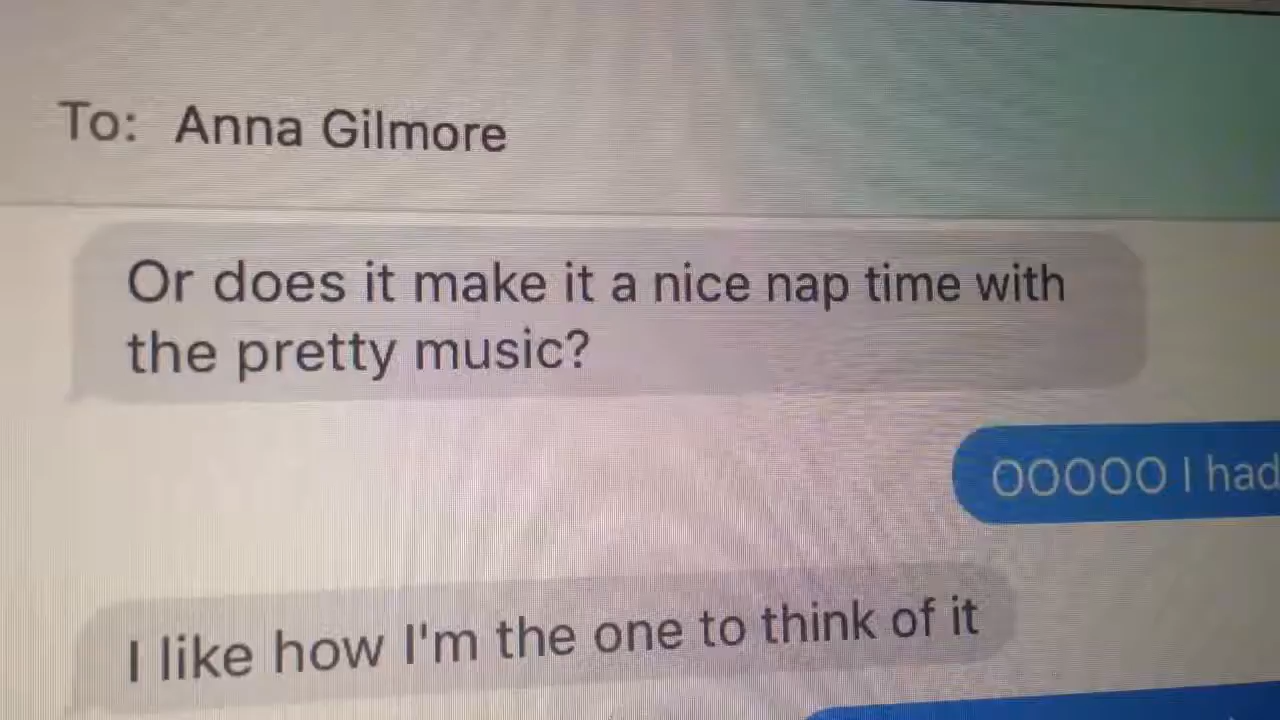 To: Anna Gilmore
Or does it make it a nice nap time with
the pretty music?
OOOOO I had
I like how I'm the one to think of it